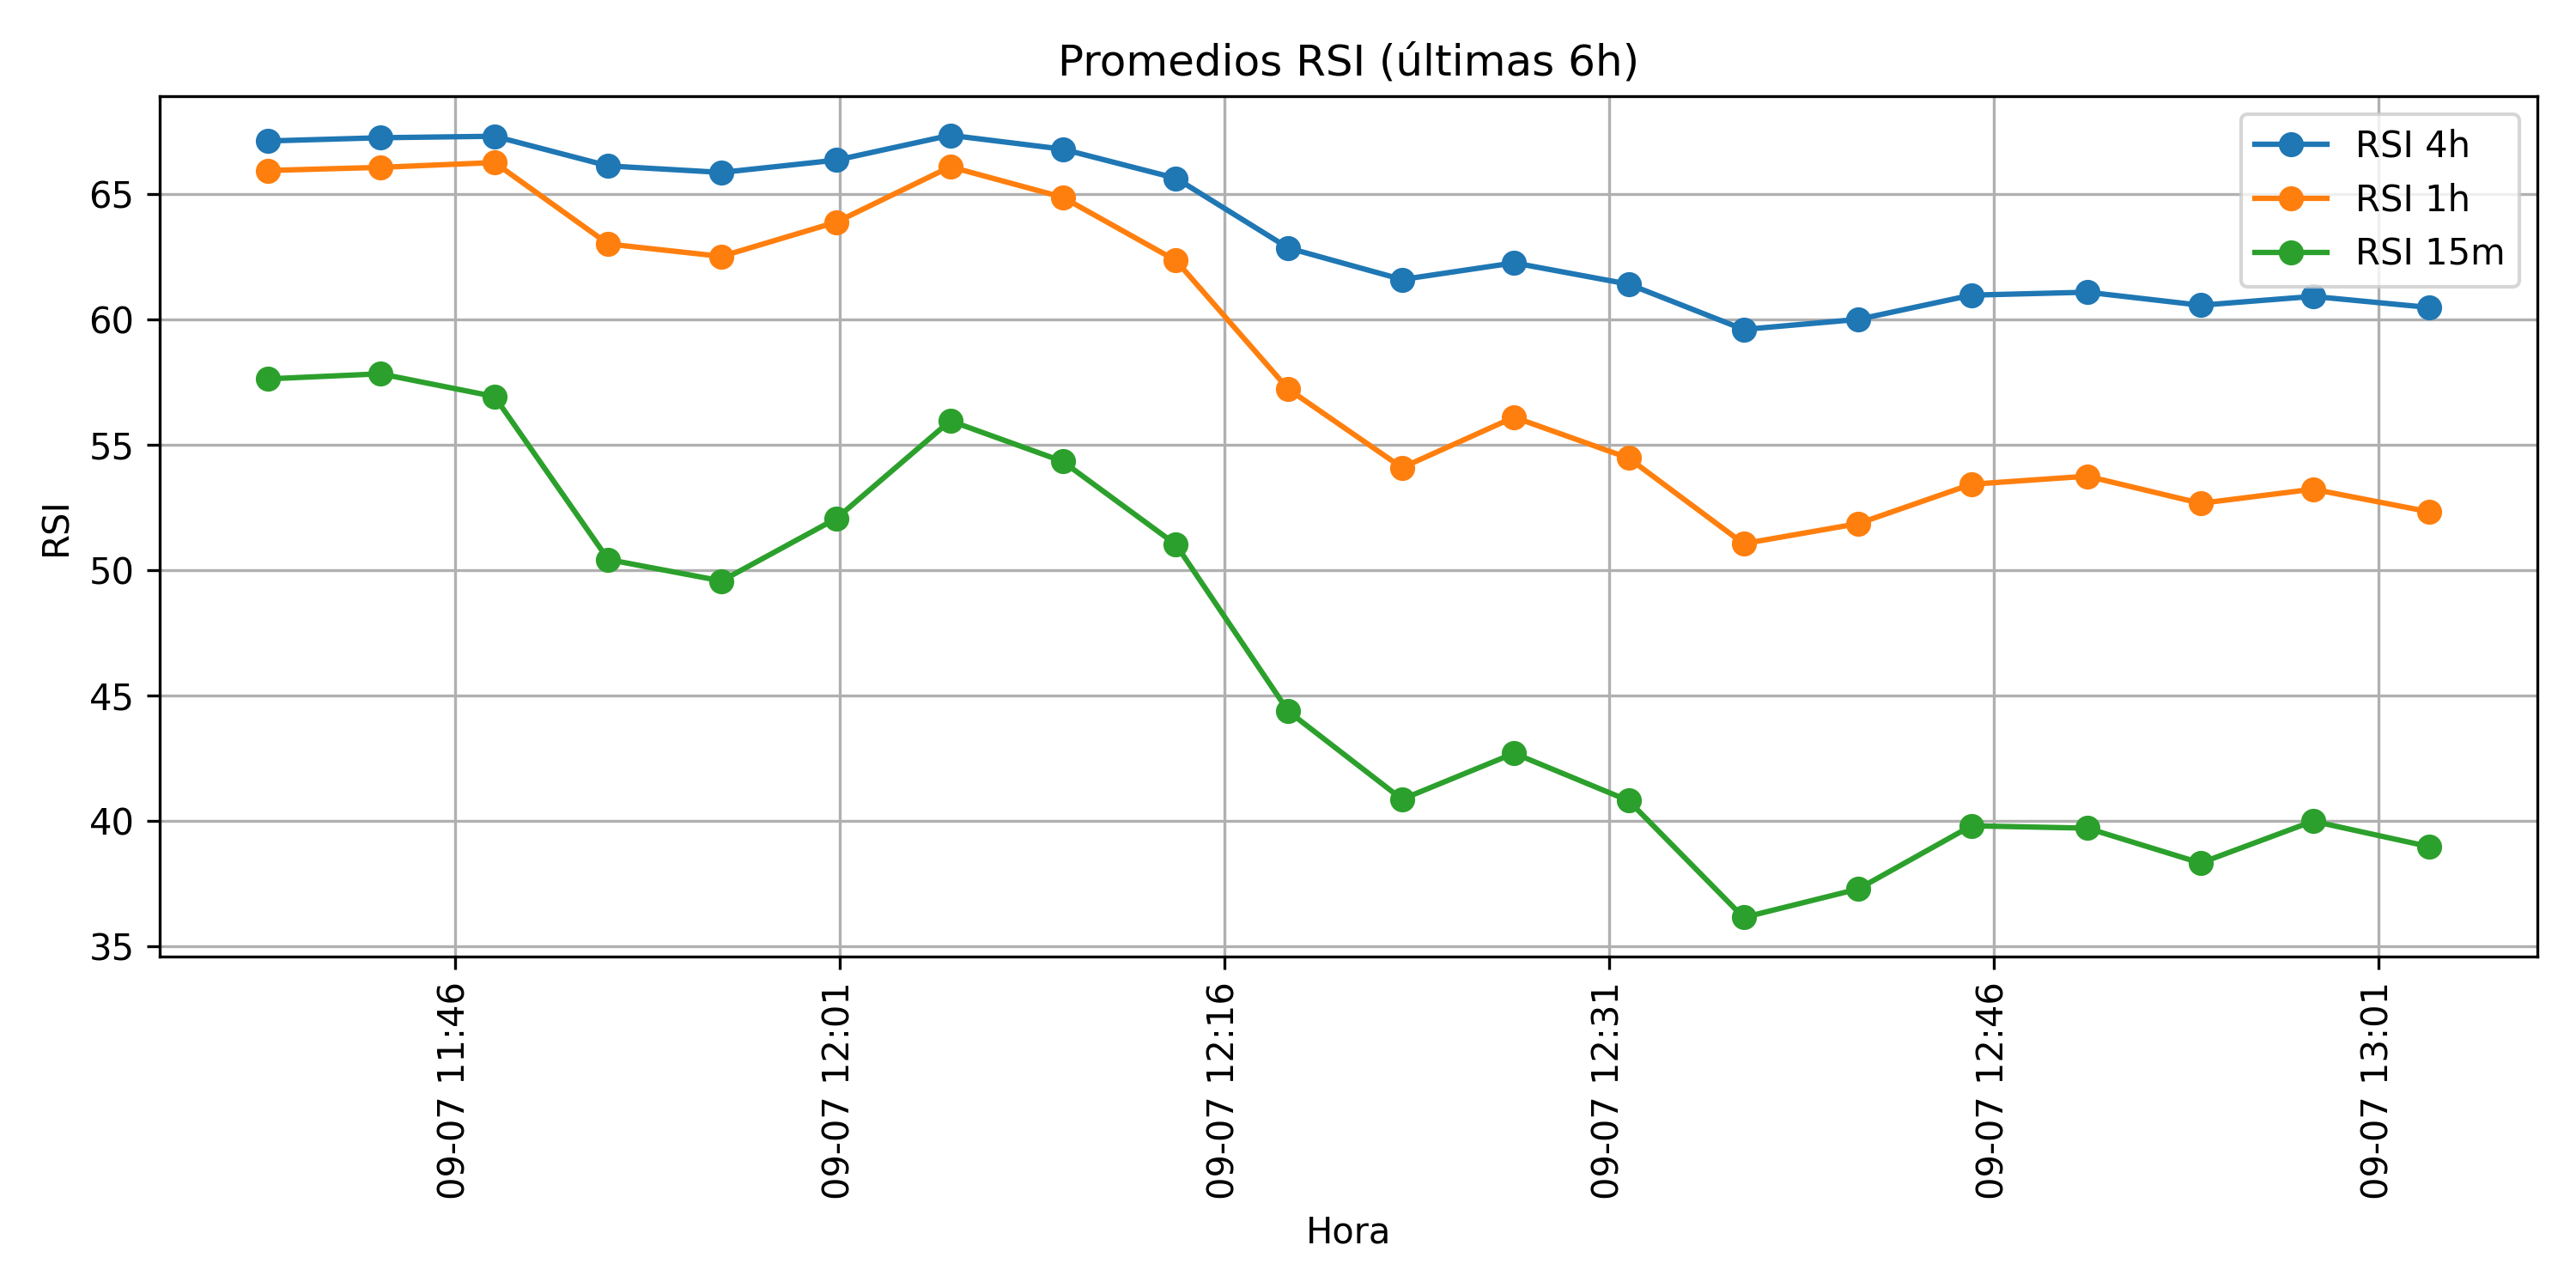 Promedios RSI (últimas 6h)
RSI 4h
RSI 1h
RSI 15m
RSI
65
60
55
50
45
40
35
09-07 11:46
09-07 12:01
09-07 12:16
09-07 12:31
09-07 12:46
09-07 13:01
Hora